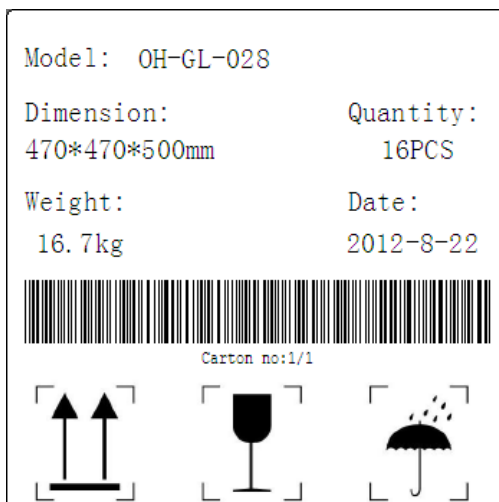 Model: OH-GL-028
Dimension: Quantity:
470*470*500mm 16PCS
Weight: Date:
16.7kg 2012-8-22
Carton no:1/1